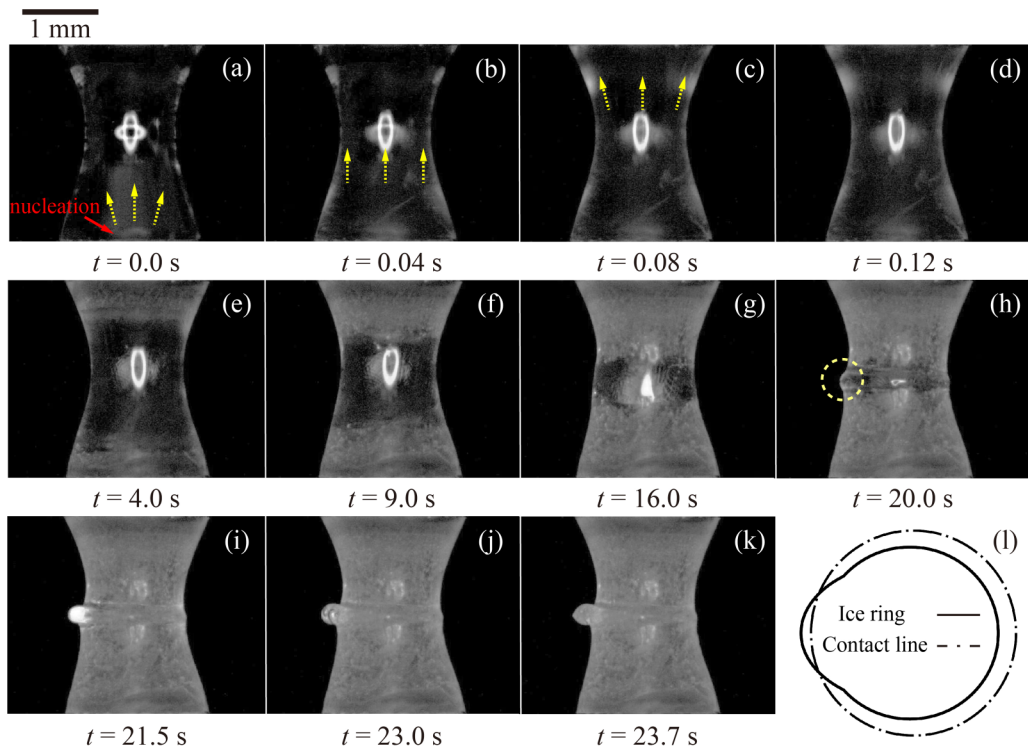 1 mm
(a)
(b)
(c)
(d)
nucleation
t = 0.0 s
t = 0.04 s
t = 0.08 s
t = 0.12 s
(e)
(f)
(g)
(h)
t = 4.0 s
t = 9.0 s
t = 16.0 s
t = 20.0 s
(i)
(j)
(k)
(l)
Ice ring
Contact line
t = 21.5 s
t = 23.0 s
t = 23.7 s